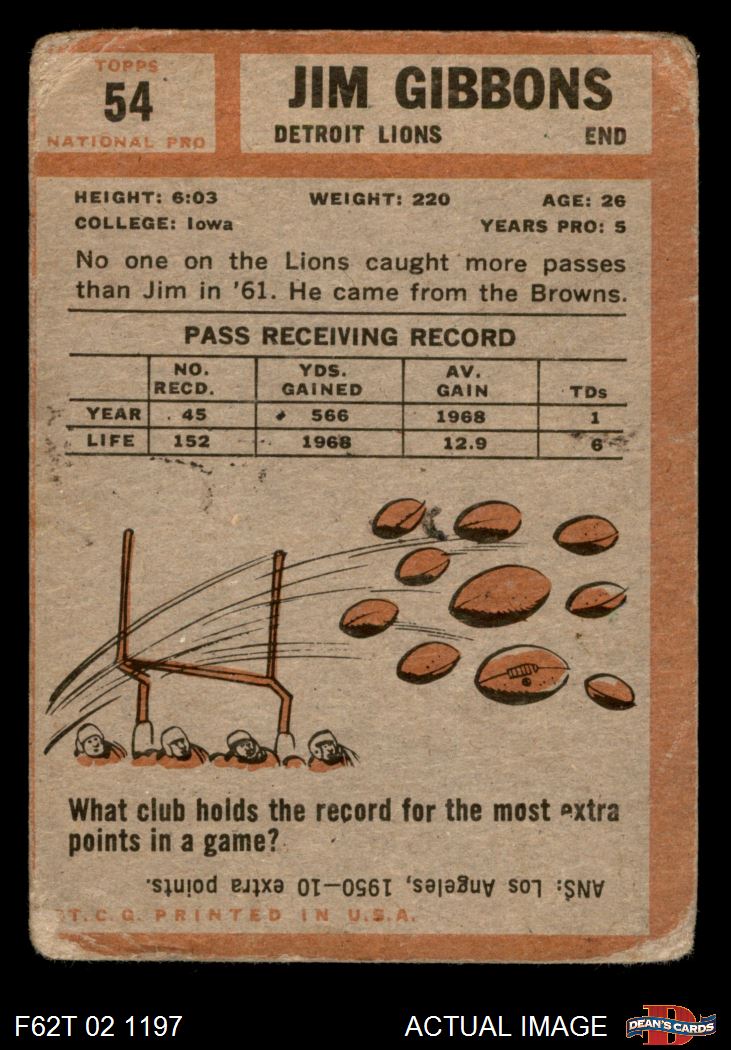 TOPPS
54
NATIONAL PRO
JIM GIBBONS
DETROIT LIONS END
HEIGHT: 6:03 WEIGHT: 220 AGE: 26
COLLEGE: Iowa YEARS PRO: 5
No one on the Lions caught more passes
than Jim in '61. He came from the Browns.
PASS RECEIVING RECORD
NO. RECD. YDS. GAINED AV. GAIN TDs
YEAR 45 566 1968 1
LIFE 152 1968 12.9 6
What club holds the record for the most extra
points in a game?
ANS: Los Angeles, 1950—10 extra points.
T.C.G. PRINTED IN U.S.A.
F62T 02 1197 ACTUAL IMAGE DEAN'S CARDS